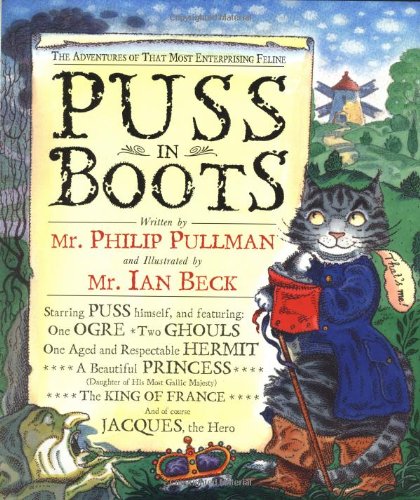 THE ADVENTURES OF THAT MOST ENTERPRISING FELINE
PUSS
IN
BOOTS
Written by
MR. PHILIP PULLMAN
and Illustrated by
MR. IAN BECK
Starring PUSS himself, and featuring:
One OGRE * Two GHOULS
One Aged and Respectable HERMIT
**** A Beautiful PRINCESS ****
(Daughter of His Most Gallic Majesty)
**** The KING OF FRANCE ****
And of course
JACQUES, the Hero
That's me!